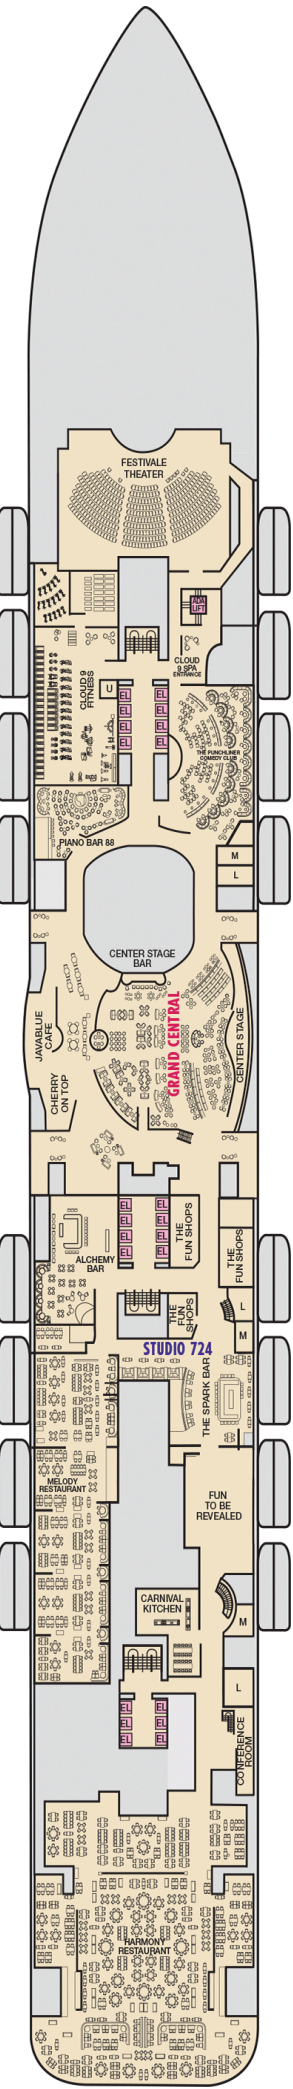 FESTIVALE
THEATER
ADA
LIFT
CLOUD
9 SPA
ENTRANCE
CLOUD 9
FITNESS
U
EL
EL
EL
EL
EL
EL
EL
EL
THE PUNCHLINER
COMEDY CLUB
PIANO BAR 88
M
L
CENTER STAGE
BAR
JAVABLUE
CAFE
GRAND CENTRAL
CENTER STAGE
CHERRY
ON TOP
EL
EL
EL
EL
EL
EL
EL
EL
THE
FUN SHOPS
ALCHEMY
BAR
THE
FUN SHOPS
THE
FUN
SHOPS
L
M
STUDIO 724
THE SPARK BAR
MELODY
RESTAURANT
FUN
TO BE
REVEALED
CARNIVAL
KITCHEN
M
L
EL
EL
EL
EL
EL
EL
CONFERENCE
ROOM
HARMONY
RESTAURANT